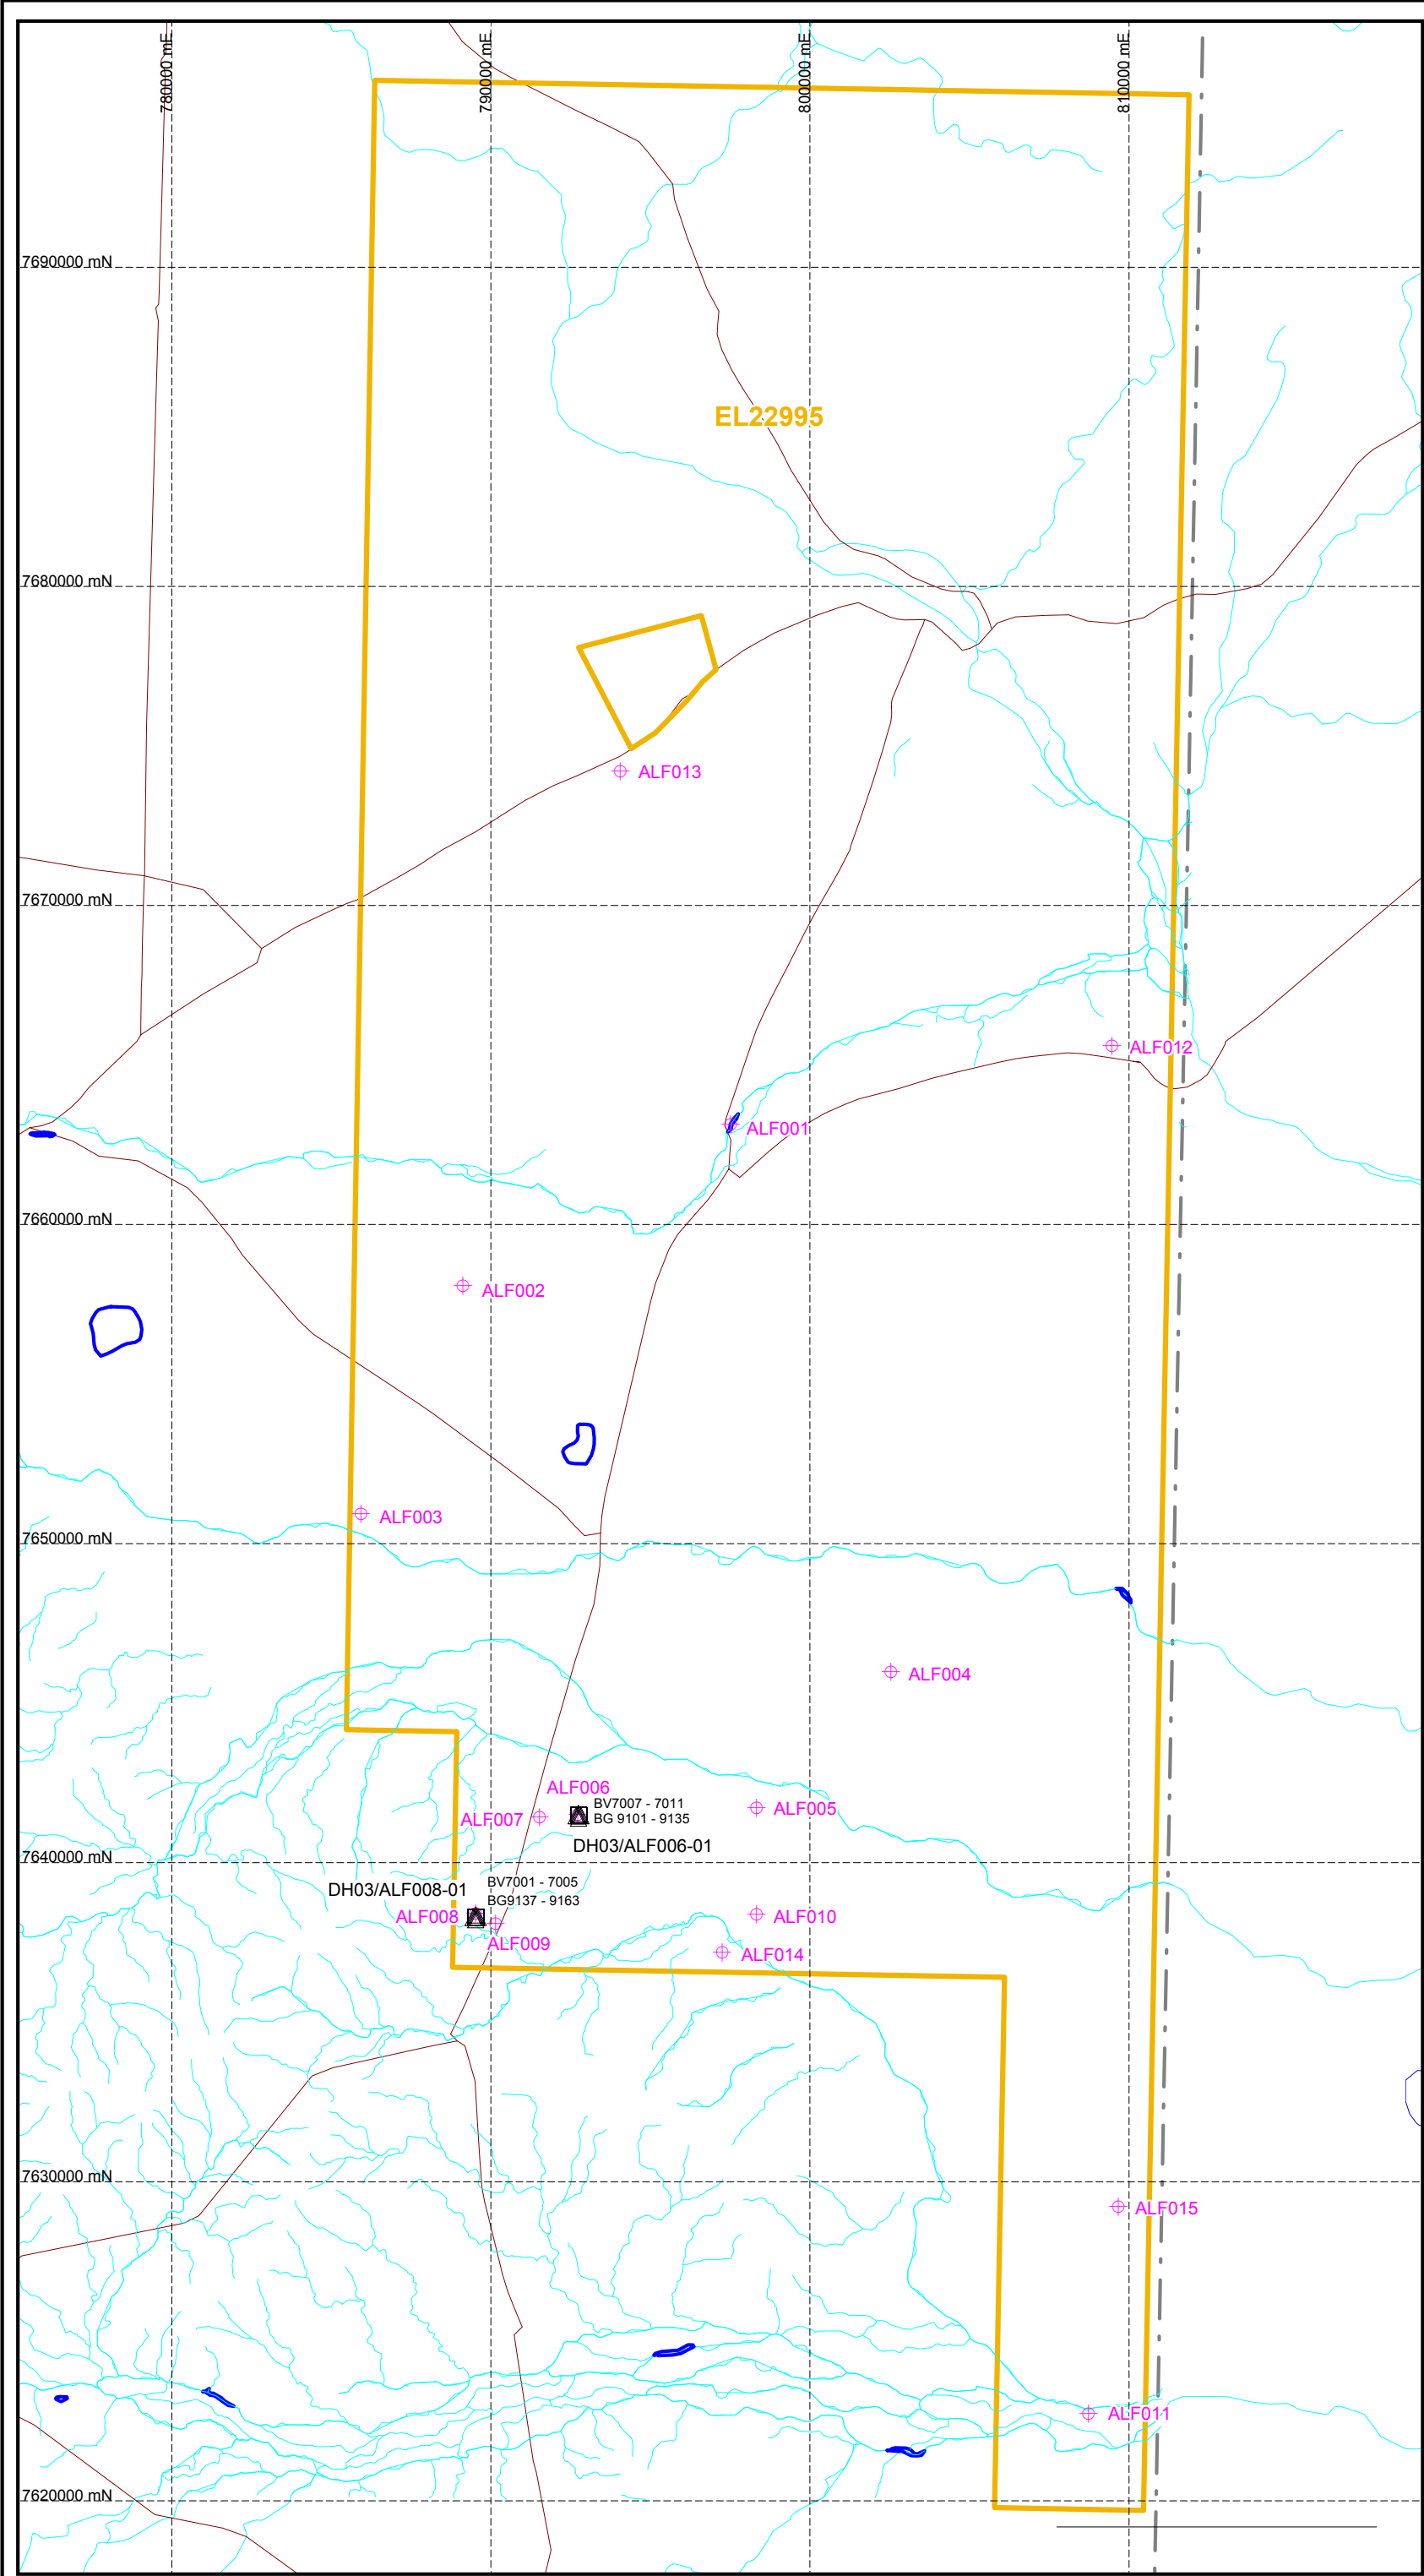 780000 mE
790000 mE
800000 mE
810000 mE
7690000 mN
EL22995
7680000 mN
ALF013
7670000 mN
ALF012
ALF001
7660000 mN
ALF002
ALF003
7650000 mN
ALF004
ALF006
BV7007 - 7011
ALF005
ALF007
BG 9101 - 9135
DH03/ALF006-01
7640000 mN
BV7001 - 7005
DH03/ALF008-01
BG9137 - 9163
ALF008
ALF010
ALF009
ALF014
7630000 mN
ALF015
ALF011
7620000 mN